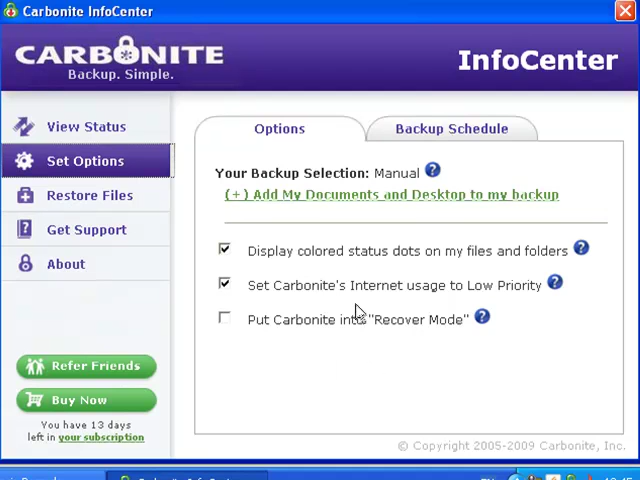 Carbonite InfoCenter
CARBONITE
Backup. Simple.
InfoCenter
View Status
Set Options
Restore Files
Get Support
About
Refer Friends
Buy Now
You have 13 days
left in your subscription
Options
Backup Schedule
Your Backup Selection: Manual ?
(+) Add My Documents and Desktop to my backup
Display colored status dots on my files and folders ?
Set Carbonite's Internet usage to Low Priority ?
Put Carbonite into "Recover Mode" ?
© Copyright 2005-2009 Carbonite, Inc.